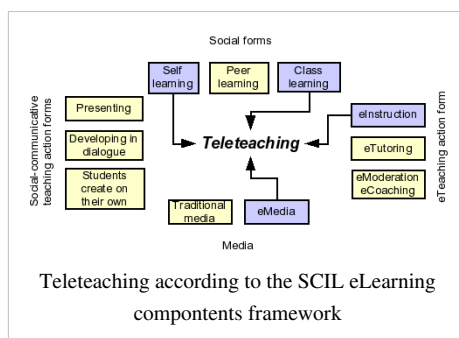 Social forms
Self
learning
Peer
learning
Class
learning
Social-communicative
teaching action forms
Presenting
Developing in
dialogue
Students
create on
their own
Teleteaching
eInstruction
eTutoring
eModeration
eCoaching
eTeaching action form
Traditional
media
eMedia
Media
Teleteaching according to the SCIL eLearning
compontents framework